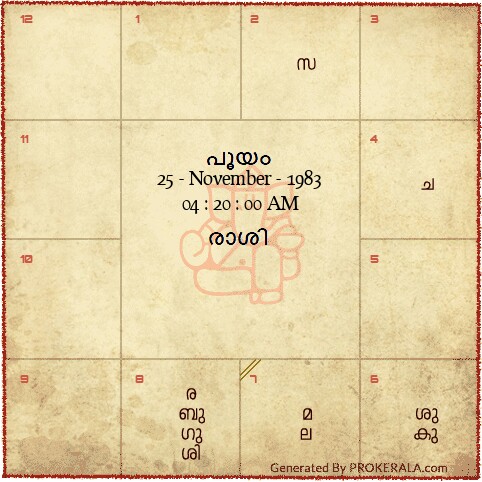 12
1
2
3
സ
11
4
പൂയം
25 - November - 1983
ച
04 : 20 : 00 AM
രാശി
10
5
9
8
7
6
ര
ബു
ഗു
ശി
മ
ല
ശു
കു
Generated By PROKERALA.com